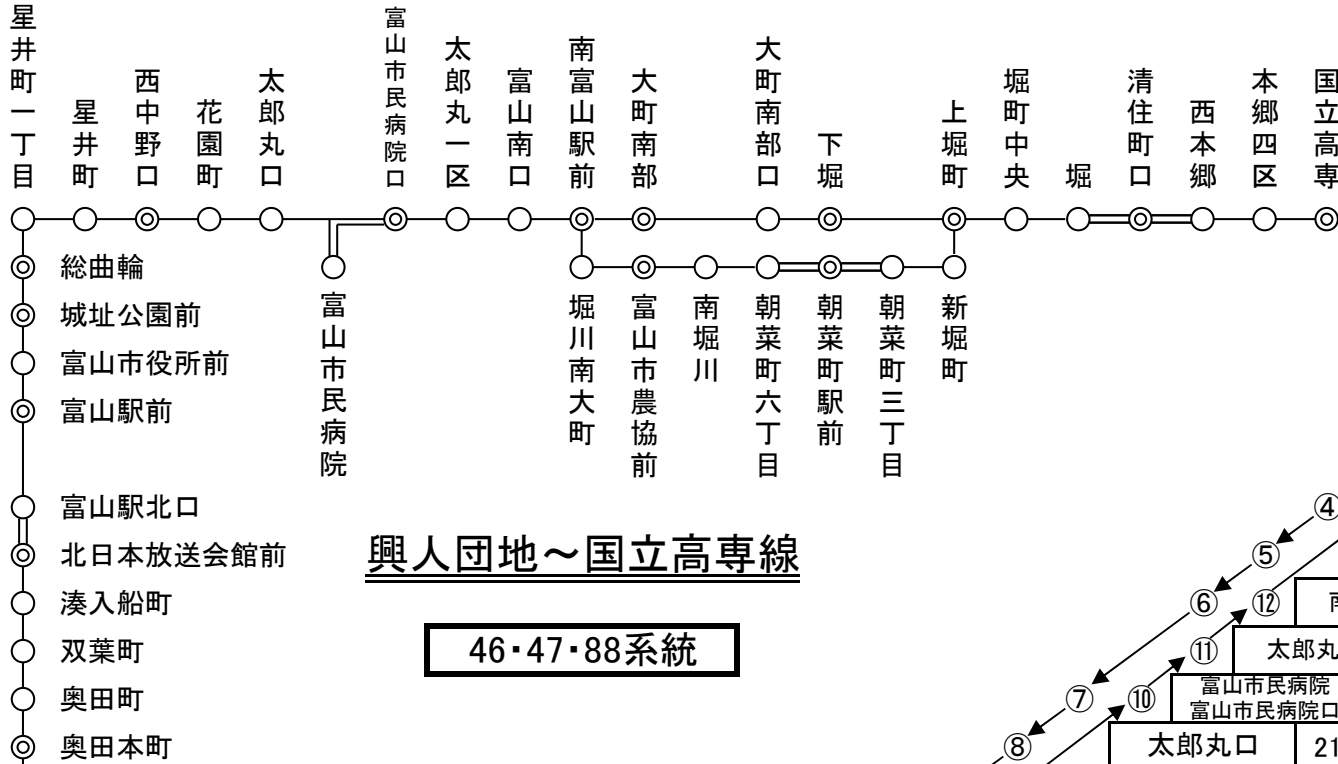 星井町一丁目
星井町
西中野口
花園町
太郎丸口
富山市民病院口
太郎丸一区
富山南口
南富山駅前
大町南部
大町南部口
下堀
上堀町
堀町中央
堀
清住町口
西本郷
本郷四区
国立高専
富山市民病院
堀川南大町
富山市農協前
南堀川
朝菜町六丁目
朝菜町駅前
朝菜町三丁目
新堀町
総曲輪
城址公園前
富山市役所前
富山駅前
富山駅北口
北日本放送会館前
湊入船町
双葉町
奥田町
奥田本町
興人団地～国立高専線
46・47・88系統
④
⑤
⑥ ⑫
⑪ 太郎丸
⑦ ⑩ 富山市民病院
富山市民病院口
⑧ 太郎丸口 21